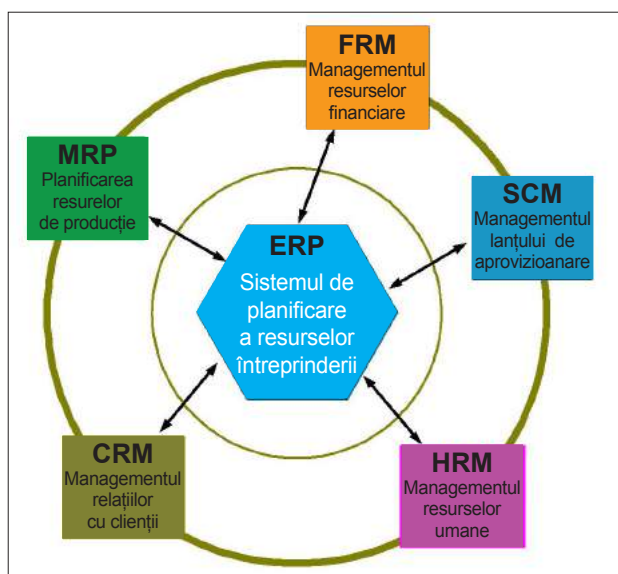 FRM
Managementul
resurselor
financiare
MRP
Planificarea
resurelor
de producție
SCM
Managementul
lanțului de
aprovizioanare
ERP
Sistemul de
planificare
a resurselor
întreprinderii
CRM
Managementul
relațiilor
cu clienții
HRM
Managementul
resurselor
umane